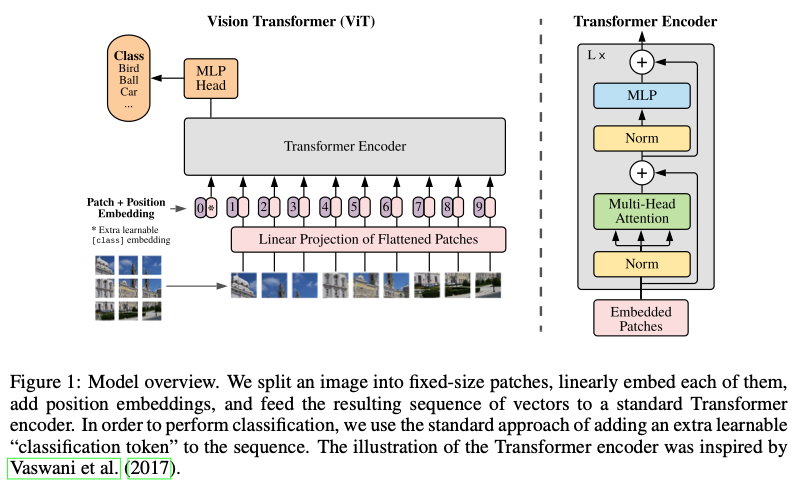 Vision Transformer (ViT)
Class
Bird
Ball
Car
...
MLP
Head
Transformer Encoder
Patch + Position
Embedding
0 * 1 2 3 4 5 6 7 8 9
* Extra learnable
[class] embedding
Linear Projection of Flattened Patches
Transformer Encoder
L x
+
MLP
Norm
+
Multi-Head
Attention
Norm
Embedded
Patches
Figure 1: Model overview. We split an image into fixed-size patches, linearly embed each of them,
add position embeddings, and feed the resulting sequence of vectors to a standard Transformer
encoder. In order to perform classification, we use the standard approach of adding an extra learnable
“classification token” to the sequence. The illustration of the Transformer encoder was inspired by
Vaswani et al. (2017).